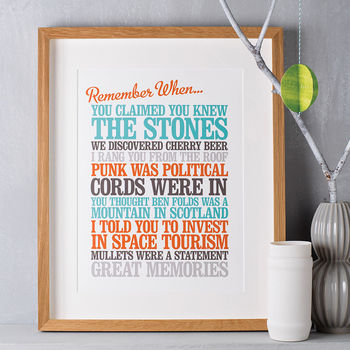 Remember When...
YOU CLAIMED YOU KNEW
THE STONES
WE DISCOVERED CHERRY BEER
I RANG YOU FROM THE ROOF
PUNK WAS POLITICAL
CORDS WERE IN
YOU THOUGHT BEN FOLDS WAS A
MOUNTAIN IN SCOTLAND
I TOLD YOU TO INVEST
IN SPACE TOURISM
MULLETS WERE A STATEMENT
GREAT MEMORIES